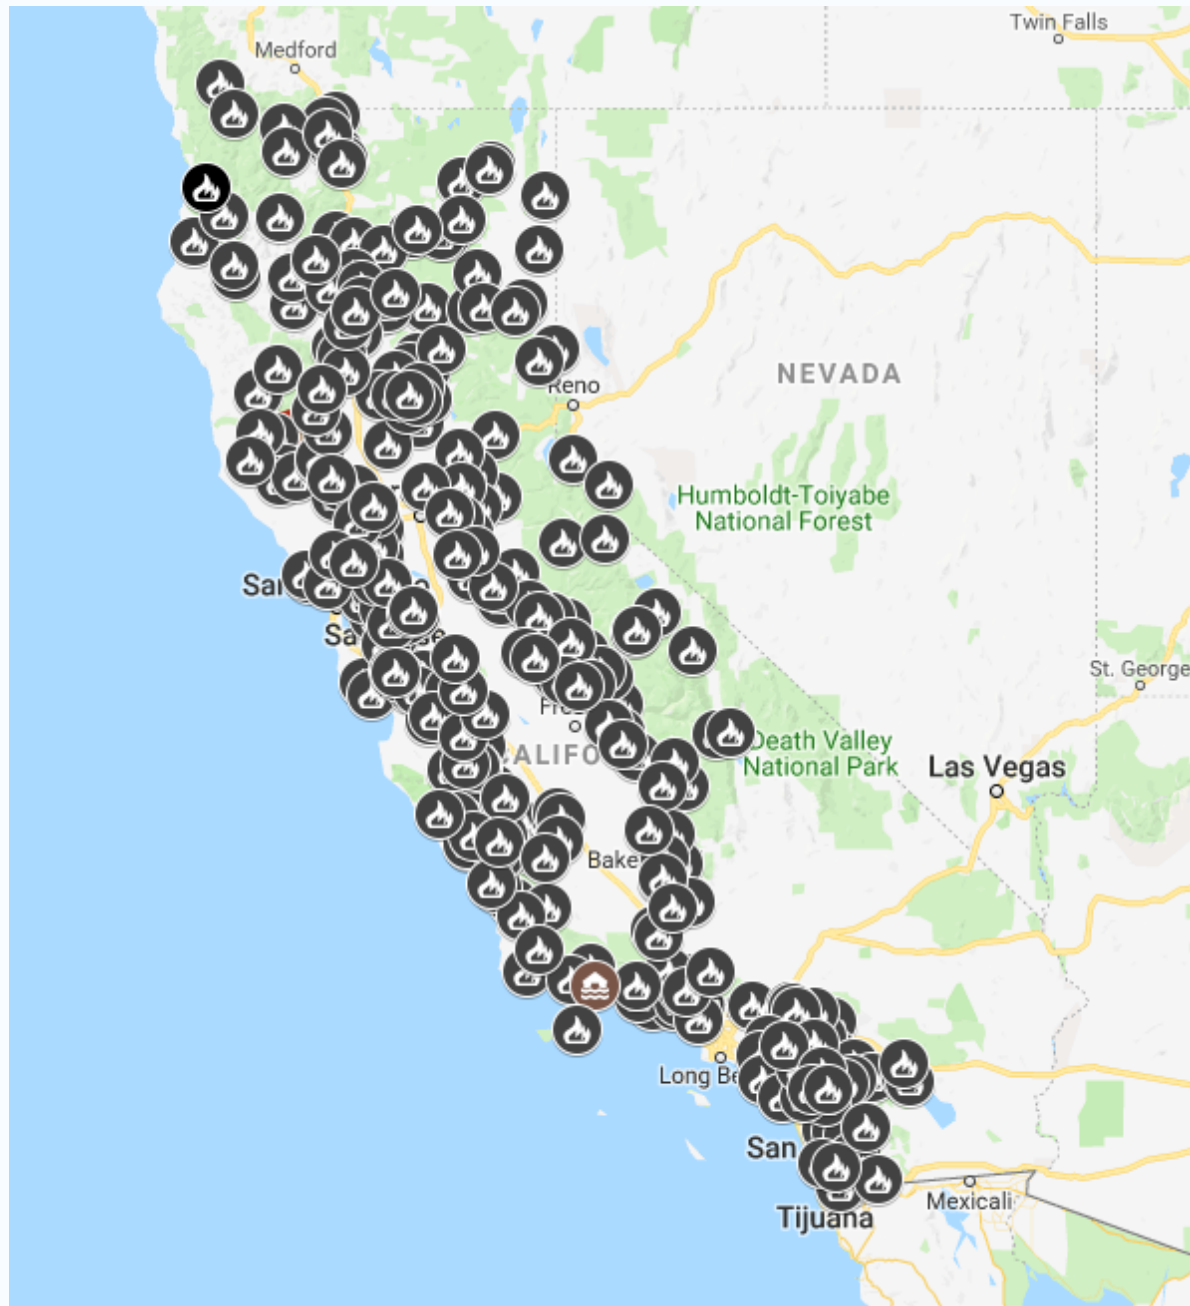 Twin Falls
Medford
NEVADA
Reno
Humboldt-Toiyabe
National Forest
St. George
Death Valley
National Park
Las Vegas
Long
San
Mexicali
Tijuana